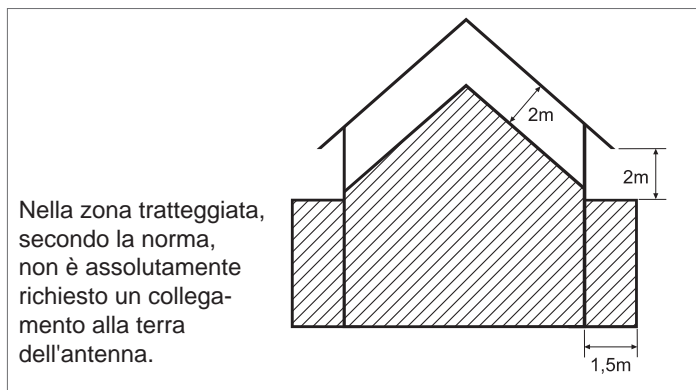 2m
2m
Nella zona tratteggiata,
secondo la norma,
non è assolutamente
richiesto un collega-
mento alla terra
dell'antenna.
1,5m